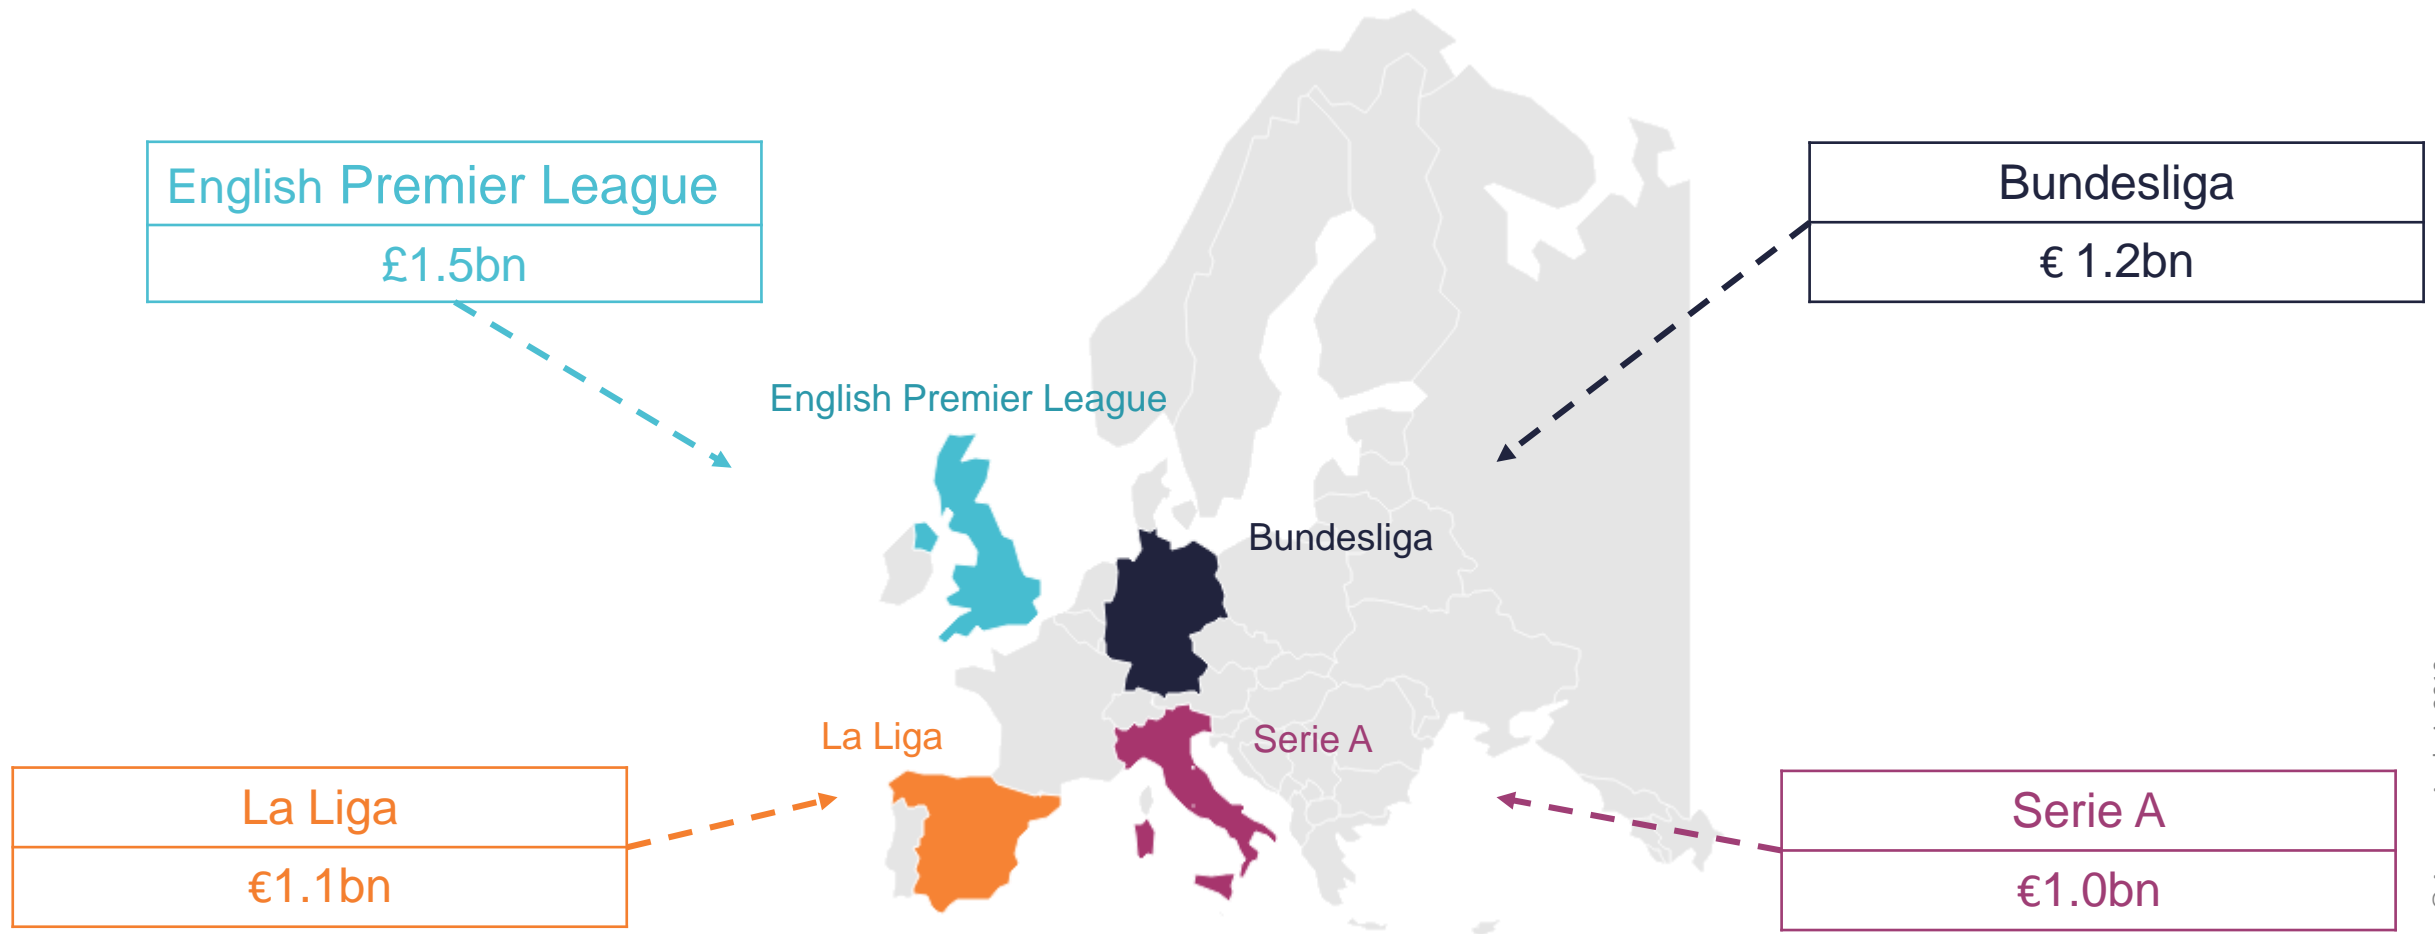 English Premier League
£1.5bn
Bundesliga
€ 1.2bn
English Premier League
Bundesliga
La Liga
Serie A
La Liga
€1.1bn
Serie A
€1.0bn